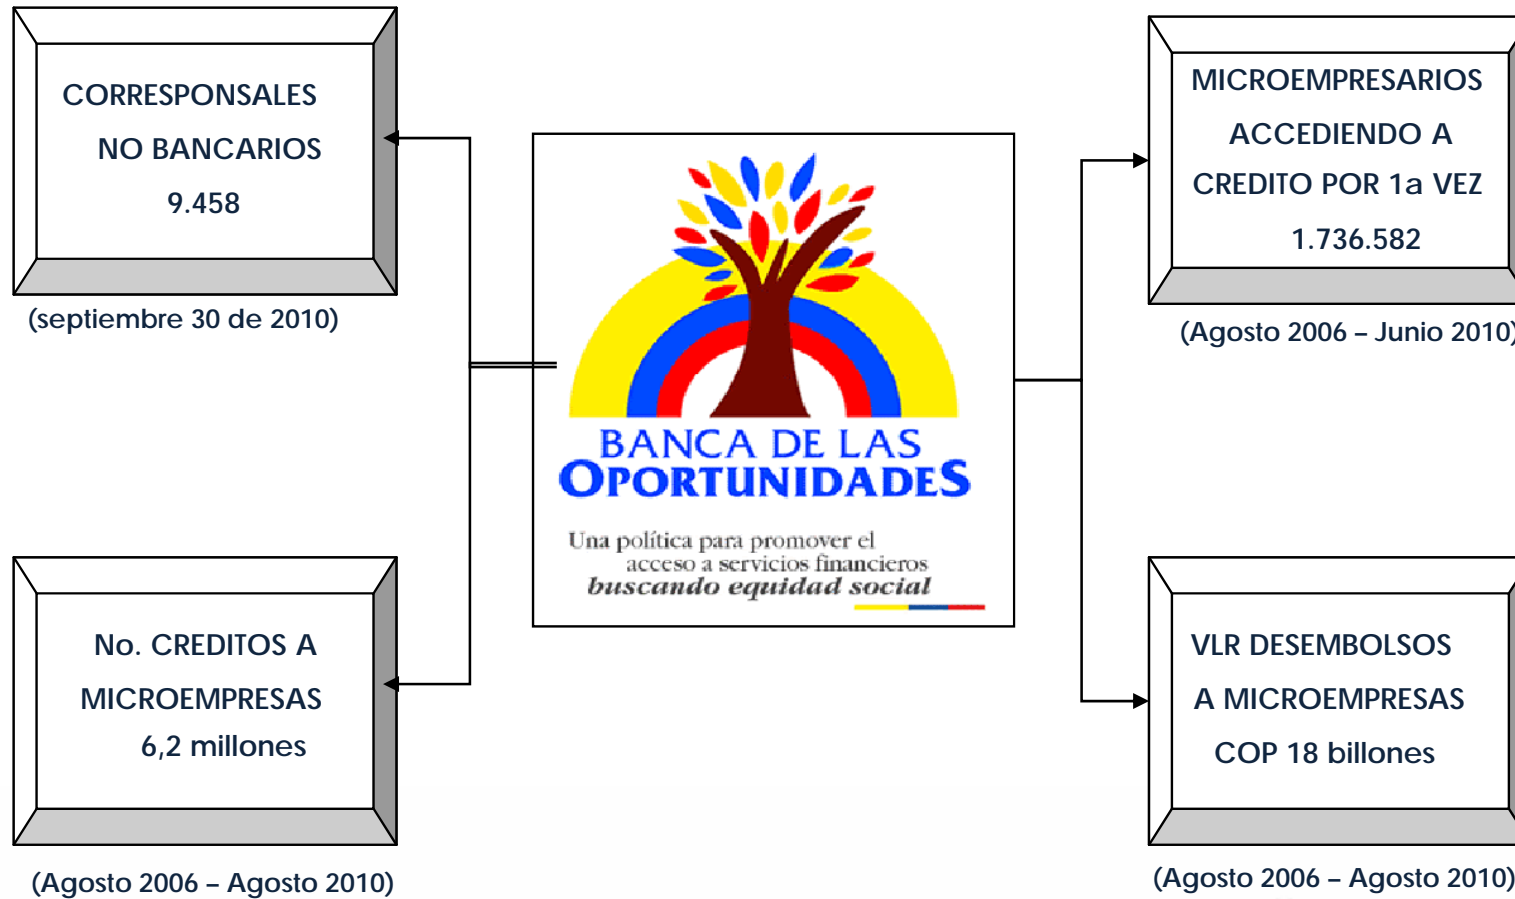 CORRESPONSALES
NO BANCARIOS
9.458
(septiembre 30 de 2010)
MICROEMPRESARIOS
ACCEDIENDO A
CREDITO POR 1a VEZ
1.736.582
(Agosto 2006 – Junio 2010)
BANCA DE LAS
OPORTUNIDADES
Una política para promover el
acceso a servicios financieros
buscando equidad social
No. CREDITOS A
MICROEMPRESAS
6,2 millones
(Agosto 2006 – Agosto 2010)
VLR DESEMBOLSOS
A MICROEMPRESAS
COP 18 billones
(Agosto 2006 – Agosto 2010)